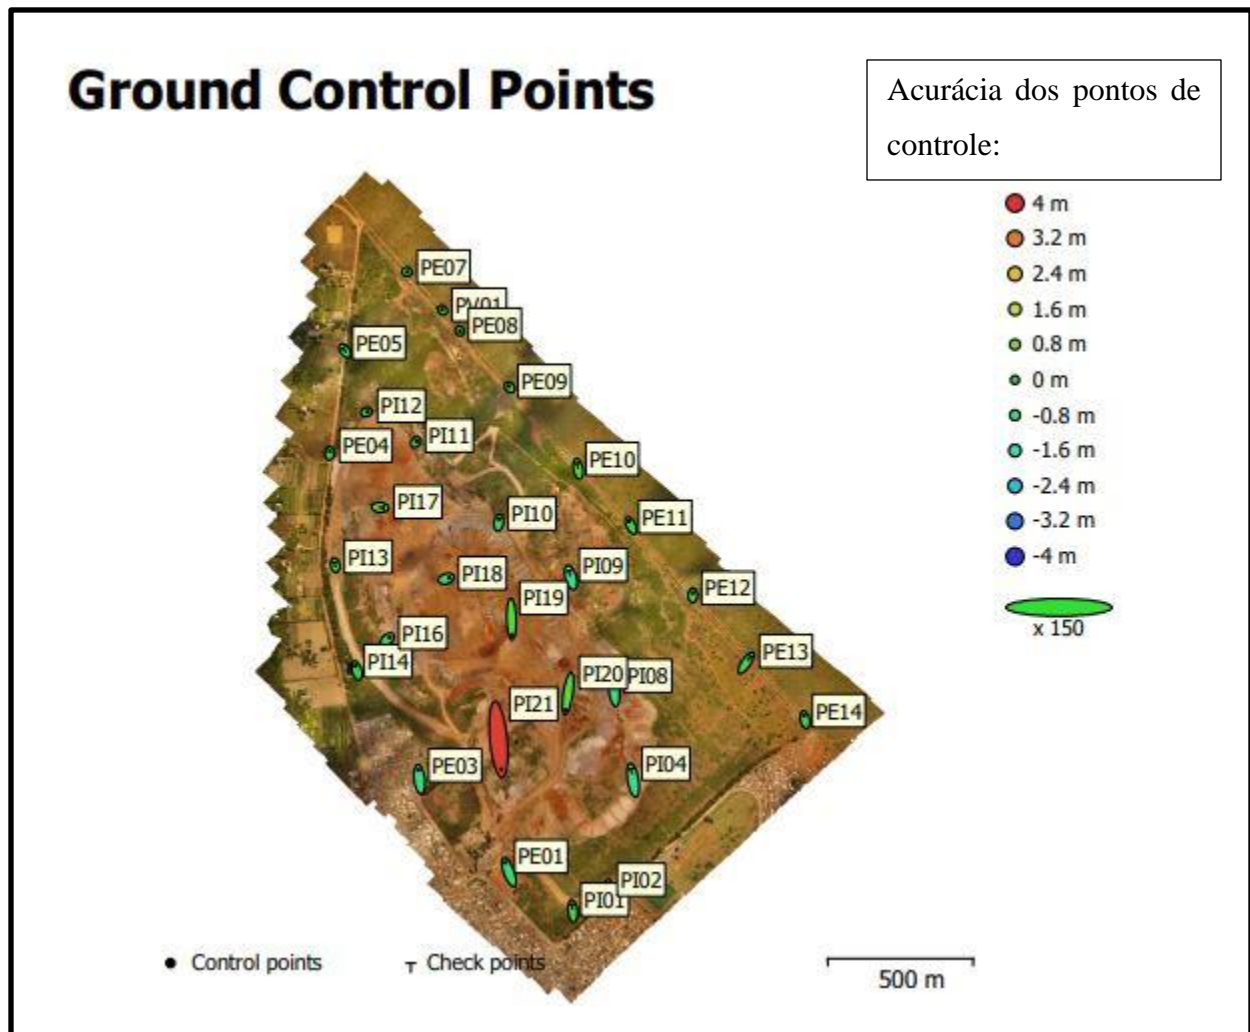 Ground Control Points
Acurácia dos pontos de
controle:
4 m
3.2 m
2.4 m
1.6 m
0.8 m
0 m
-0.8 m
-1.6 m
-2.4 m
-3.2 m
-4 m
x 150
PE07
PV01
PE08
PE05
PE09
PI12
PI11
PE04
PE10
PI17
PI10
PE11
PI13
PI18
PI09
PE12
PI19
PI16
PI14
PE13
PI20
PI08
PI21
PE14
PE03
PI04
PE01
PI02
PI01
Control points
Check points
500 m